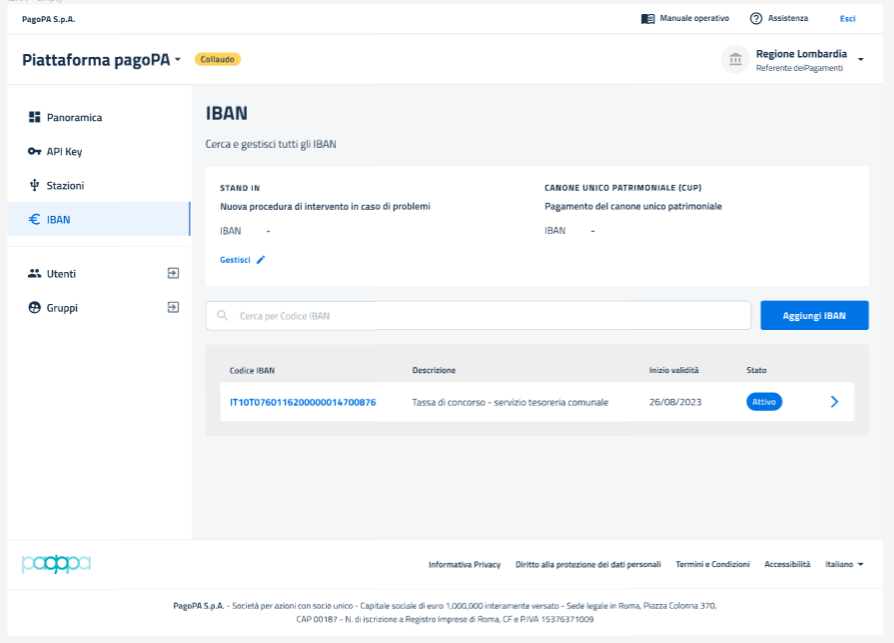 PagoPA S.p.A.
Manuale operativo
Assistenza
Esci
Piattaforma pagoPA
Collaudo
Regione Lombardia
Referente deiPagamenti
Panoramica
API Key
Stazioni
IBAN
Utenti
Gruppi
IBAN
Cerca e gestisci tutti gli IBAN
STAND IN
Nuova procedura di intervento in caso di problemi
IBAN -
Gestisci
CANONE UNICO PATRIMONIALE (CUP)
Pagamento del canone unico patrimoniale
IBAN -
Cerca per Codice IBAN
Aggiungi IBAN
Codice IBAN Descrizione Inizio validità Stato
IT10T0760116200000014700876 Tassa di concorso - servizio tesoreria comunale 26/08/2023 Attivo
pagopa
Informativa Privacy Diritto alla protezione dei dati personali Termini e Condizioni Accessibilità Italiano
PagoPA S.p.A. - Società per azioni con socio unico - Capitale sociale di euro 1,000,000 interamente versato - Sede legale in Roma, Piazza Colonna 370,
CAP 00187 - N. di iscrizione a Registro Imprese di Roma, CF e P.IVA 15376371009